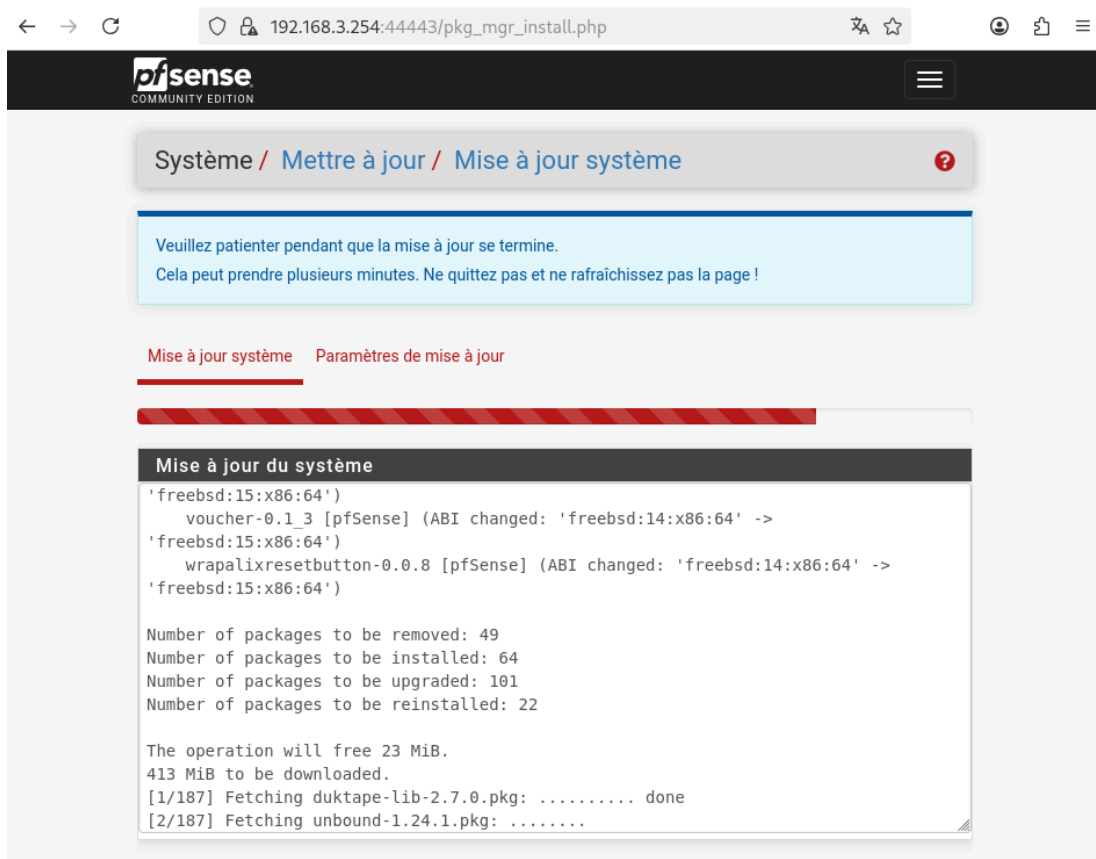 192.168.3.254:44443/pkg_mgr_install.php
pfsense
COMMUNITY EDITION
Système / Mettre à jour / Mise à jour système
Veuillez patienter pendant que la mise à jour se termine.
Cela peut prendre plusieurs minutes. Ne quittez pas et ne rafraîchissez pas la page !
Mise à jour système Paramètres de mise à jour
Mise à jour du système
'freebsd:15:x86:64')
voucher-0.1_3 [pfSense] (ABI changed: 'freebsd:14:x86:64' ->
'freebsd:15:x86:64')
wrapalixresetbutton-0.0.8 [pfSense] (ABI changed: 'freebsd:14:x86:64' ->
'freebsd:15:x86:64')
Number of packages to be removed: 49
Number of packages to be installed: 64
Number of packages to be upgraded: 101
Number of packages to be reinstalled: 22
The operation will free 23 MiB.
413 MiB to be downloaded.
[1/187] Fetching duktape-lib-2.7.0.pkg: .......... done
[2/187] Fetching unbound-1.24.1.pkg: ........